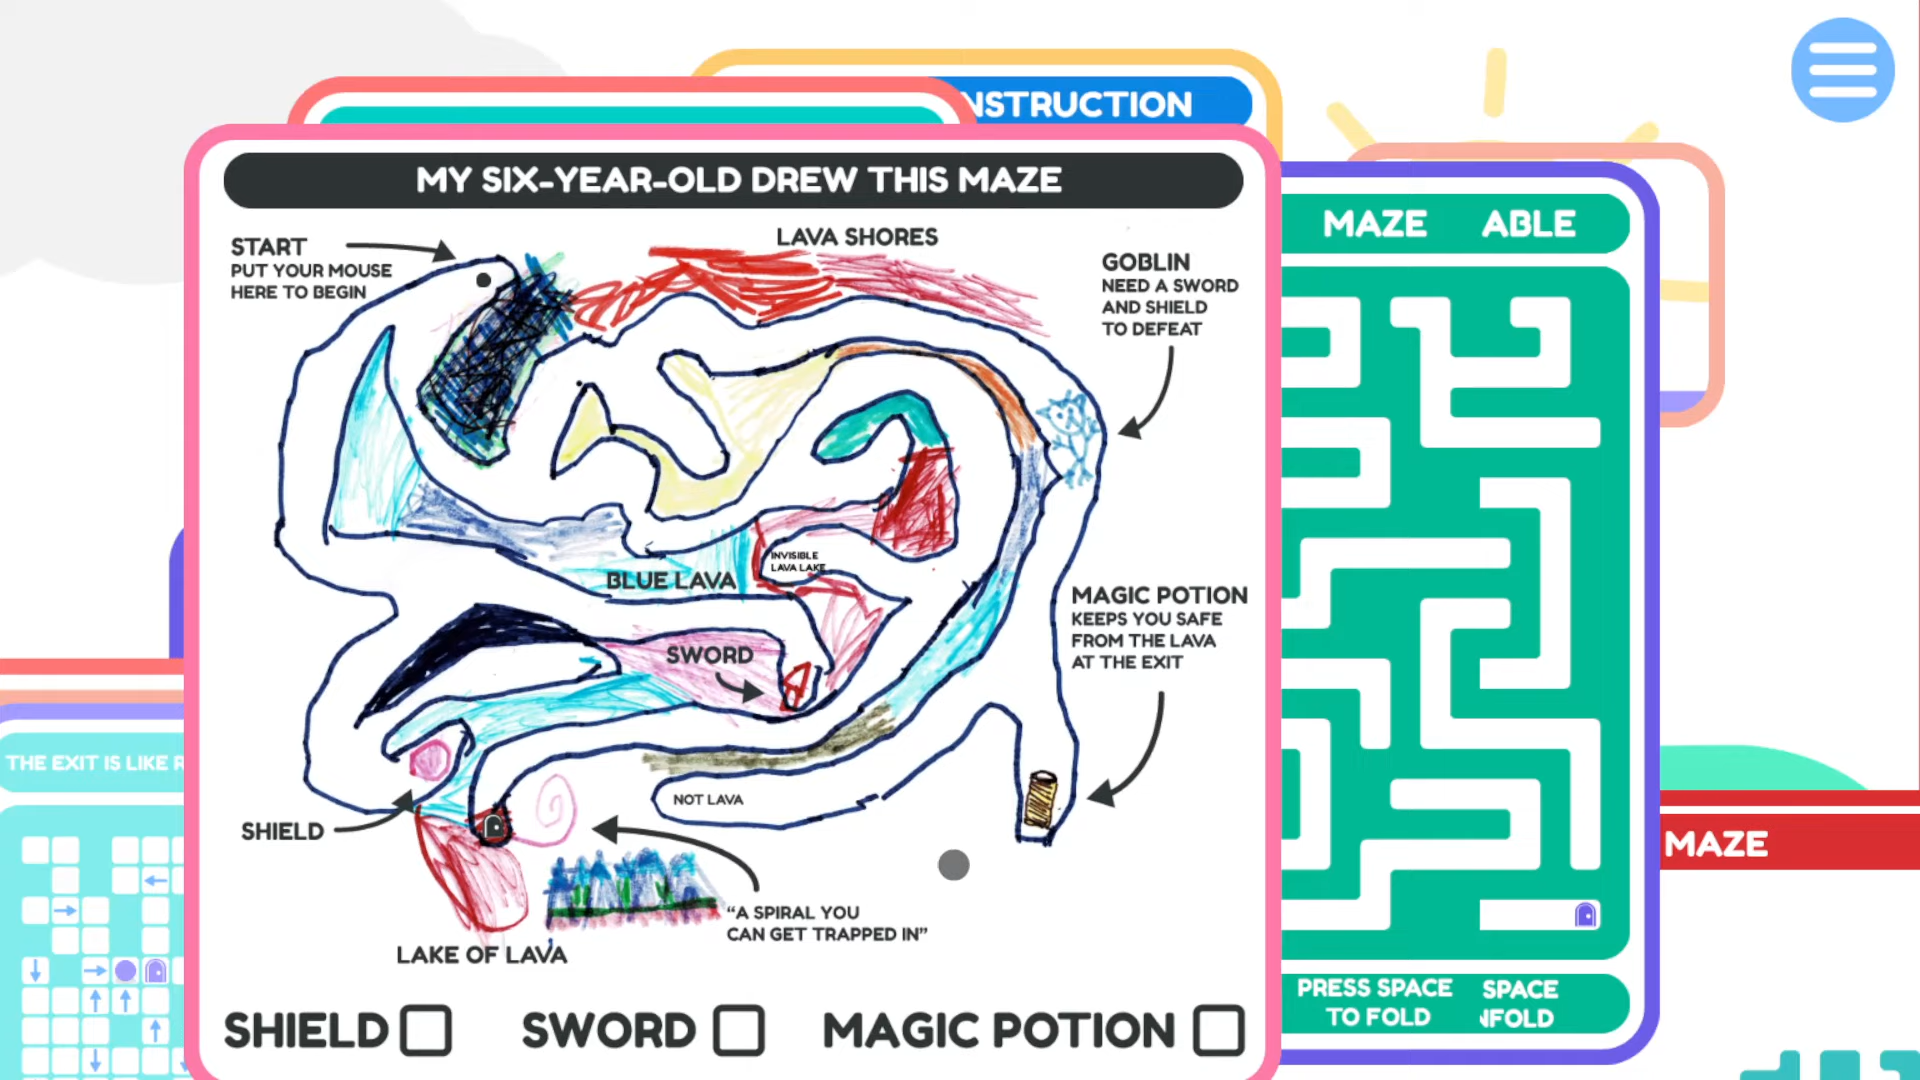 NSTRUCTION
MY SIX-YEAR-OLD DREW THIS MAZE
START
PUT YOUR MOUSE
HERE TO BEGIN
LAVA SHORES
GOBLIN
NEED A SWORD
AND SHIELD
TO DEFEAT
INVISIBLE
LAVA LAKE
BLUE LAVA
MAGIC POTION
KEEPS YOU SAFE
FROM THE LAVA
AT THE EXIT
SWORD
NOT LAVA
SHIELD
"A SPIRAL YOU
CAN GET TRAPPED IN"
LAKE OF LAVA
SHIELD
SWORD
MAGIC POTION
MAZE ABLE
PRESS SPACE
TO FOLD
SPACE
NFOLD
MAZE
THE EXIT IS LIKE R